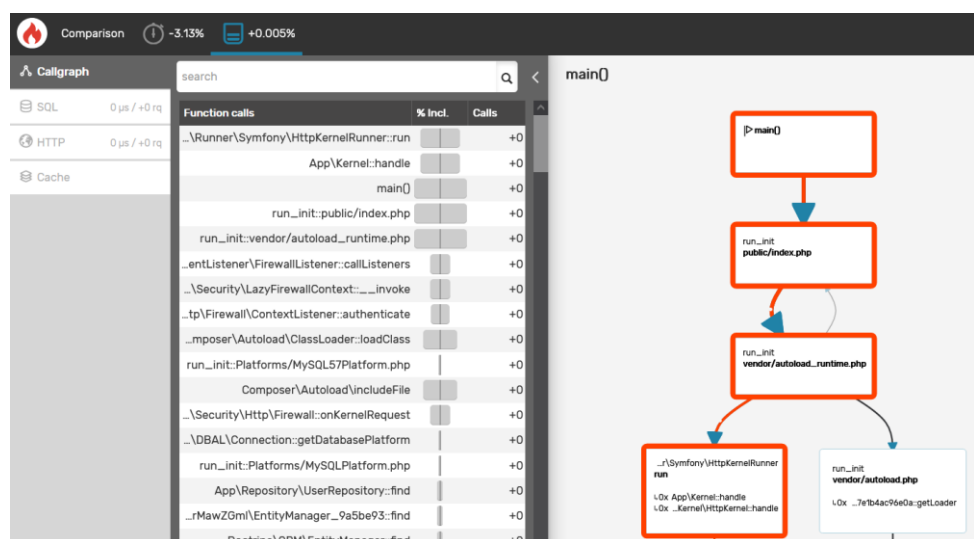 Comparison -3.13% +0.005%
Callgraph
SQL 0 µs / +0 rq
HTTP 0 µs / +0 rq
Cache
search
Function calls % Incl. Calls
…\Runner\Symfony\HttpKernelRunner::run +0
App\Kernel::handle +0
main() +0
run_init::public/index.php +0
run_init::vendor/autoload_runtime.php +0
…entListener\FirewallListener::callListeners +0
…\Security\LazyFirewallContext::__invoke +0
…tp\Firewall\ContextListener::authenticate +0
…mposer\Autoload\ClassLoader::loadClass +0
run_init::Platforms/MySQL57Platform.php +0
Composer\Autoload\includeFile +0
…\Security\Http\Firewall::onKernelRequest +0
…\DBAL\Connection::getDatabasePlatform +0
run_init::Platforms/MySQLPlatform.php +0
App\Repository\UserRepository::find +0
…rMawZGmI\EntityManager_9a5be93::find +0
main()
main()
run_init
public/index.php
run_init
vendor/autoload_runtime.php
…r\Symfony\HttpKernelRunner
run
↳0x App\Kernel::handle
↳0x …Kernel\HttpKernel::handle
run_init
vendor/autoload.php
↳0x …7e1b4ac96e0a::getLoader